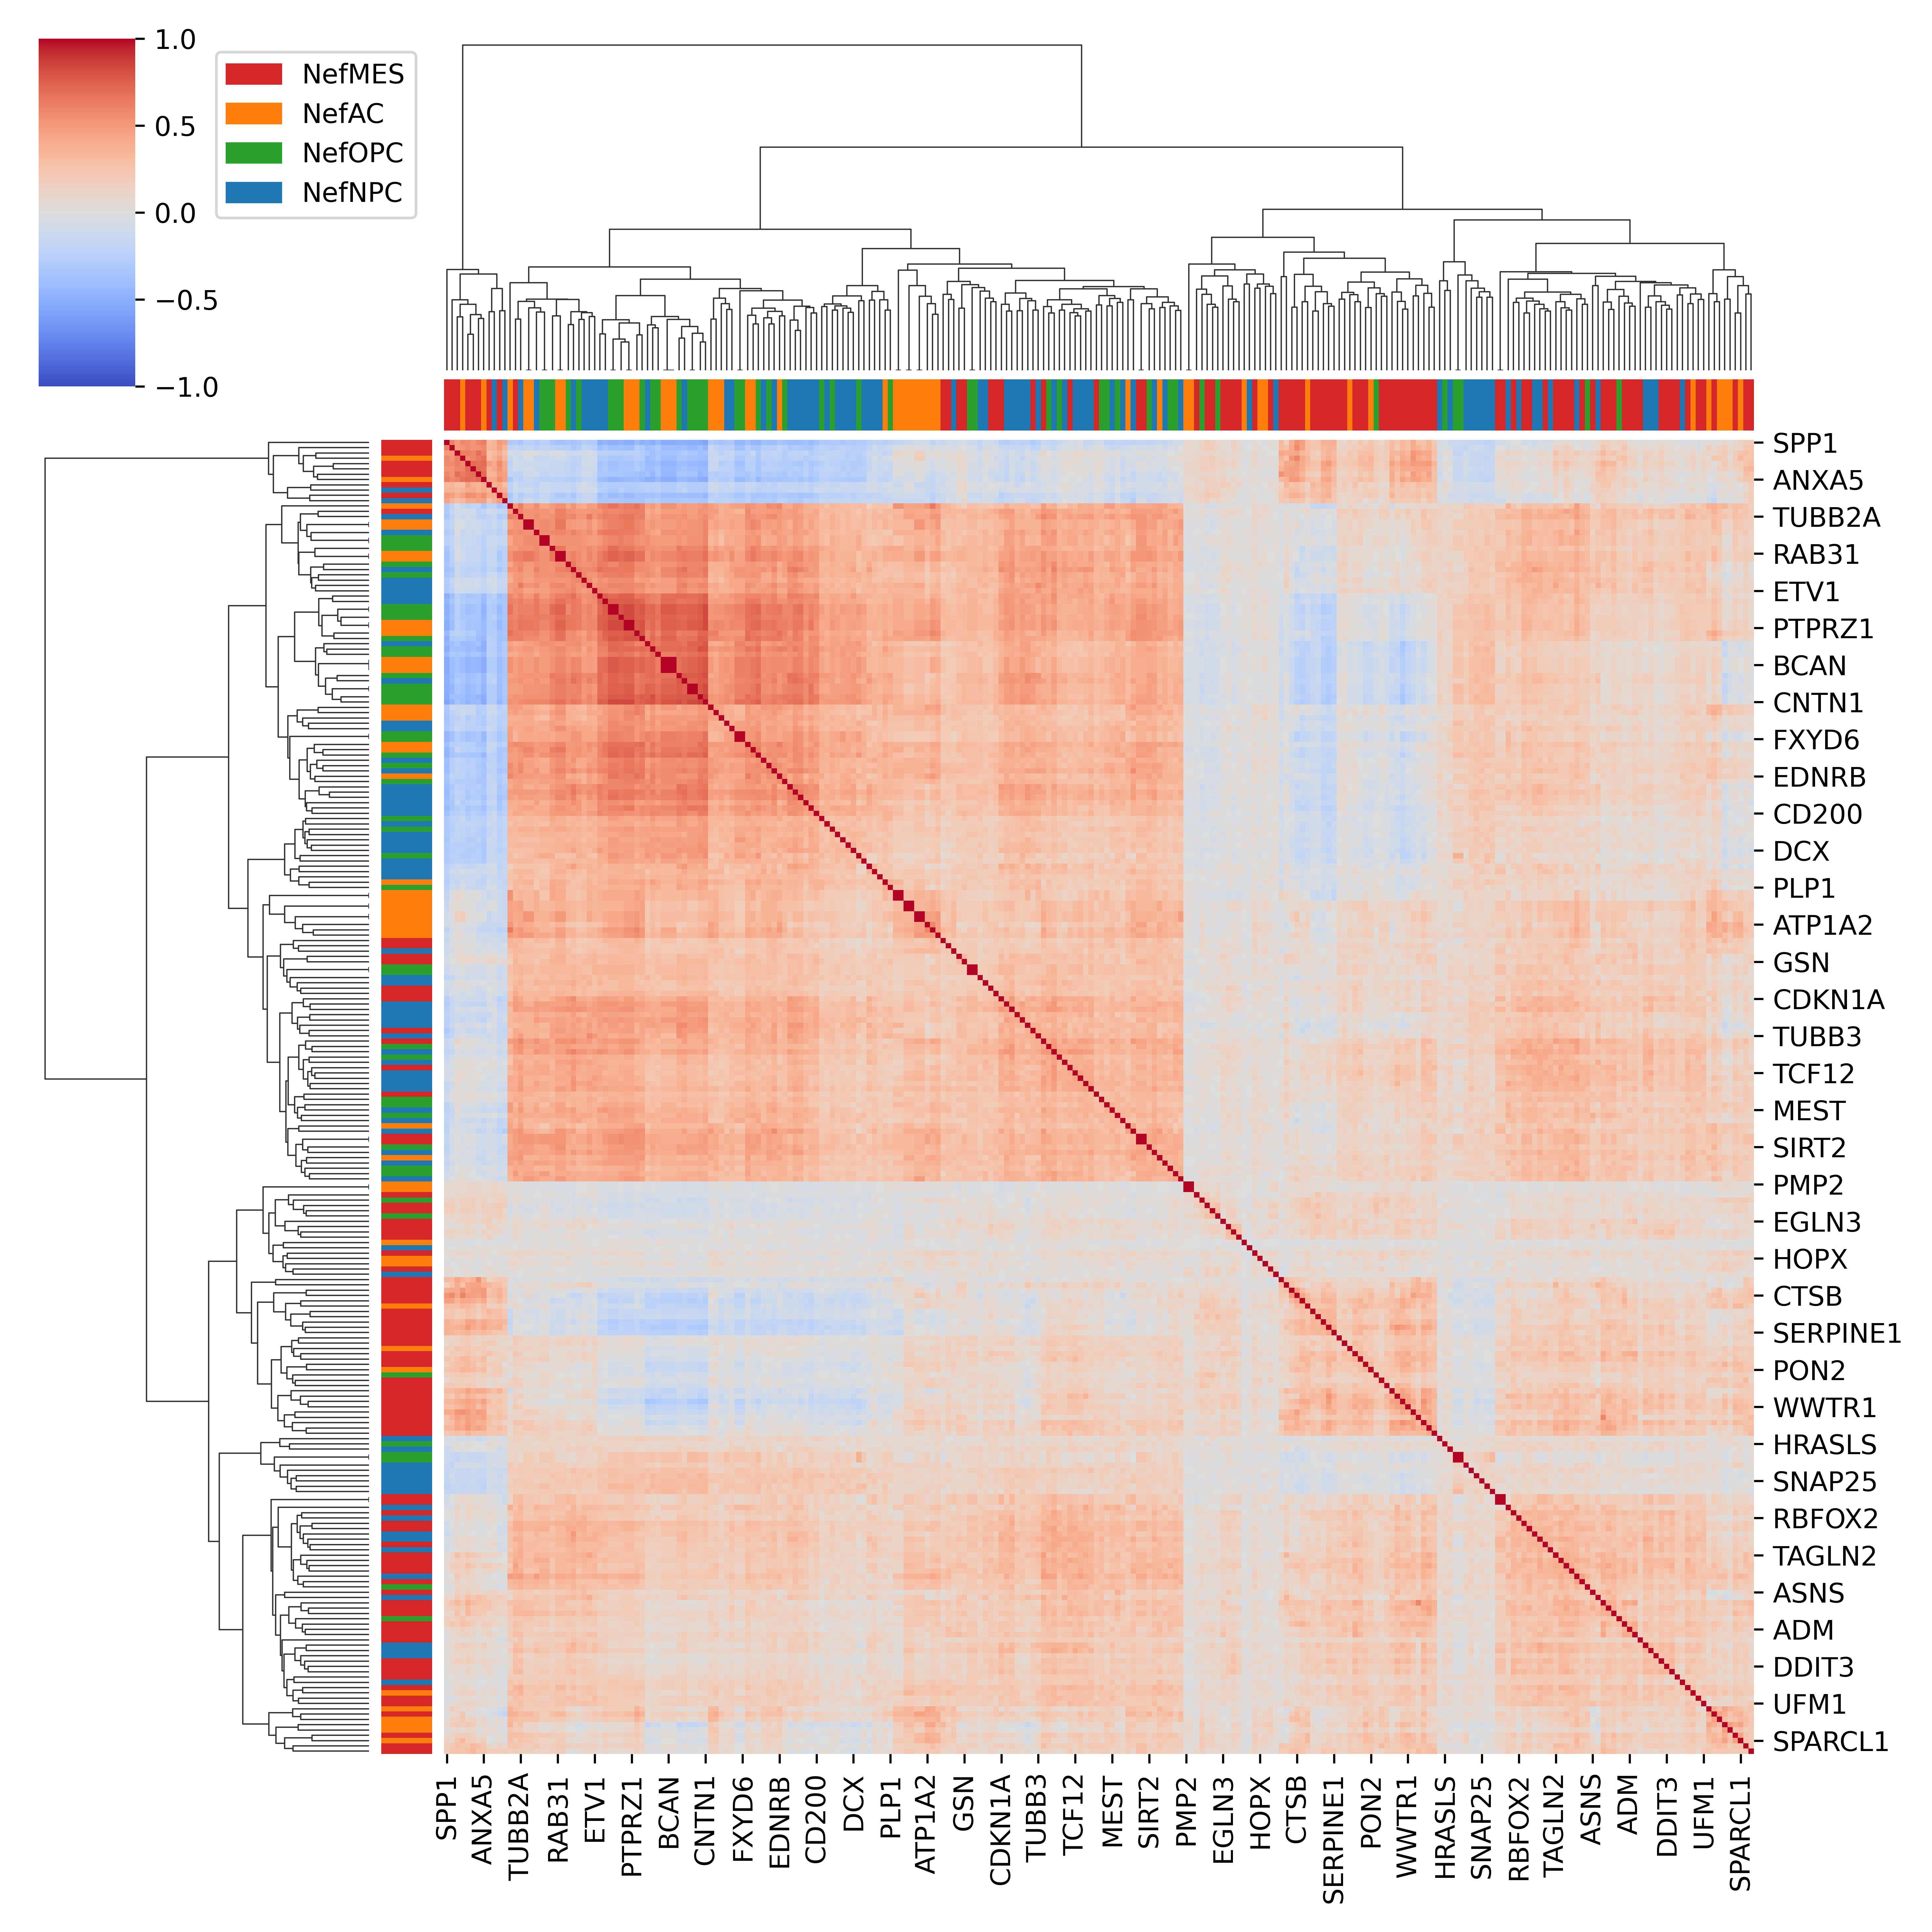 1.0
0.5
0.0
−0.5
−1.0
NefMES
NefAC
NefOPC
NefNPC
SPP1
ANXA5
TUBB2A
RAB31
ETV1
PTPRZ1
BCAN
CNTN1
FXYD6
EDNRB
CD200
DCX
PLP1
ATP1A2
GSN
CDKN1A
TUBB3
TCF12
MEST
SIRT2
PMP2
EGLN3
HOPX
CTSB
SERPINE1
PON2
WWTR1
HRASLS
SNAP25
RBFOX2
TAGLN2
ASNS
ADM
DDIT3
UFM1
SPARCL1
SPP1
ANXA5
TUBB2A
RAB31
ETV1
PTPRZ1
BCAN
CNTN1
FXYD6
EDNRB
CD200
DCX
PLP1
ATP1A2
GSN
CDKN1A
TUBB3
TCF12
MEST
SIRT2
PMP2
EGLN3
HOPX
CTSB
SERPINE1
PON2
WWTR1
HRASLS
SNAP25
RBFOX2
TAGLN2
ASNS
ADM
DDIT3
UFM1
SPARCL1